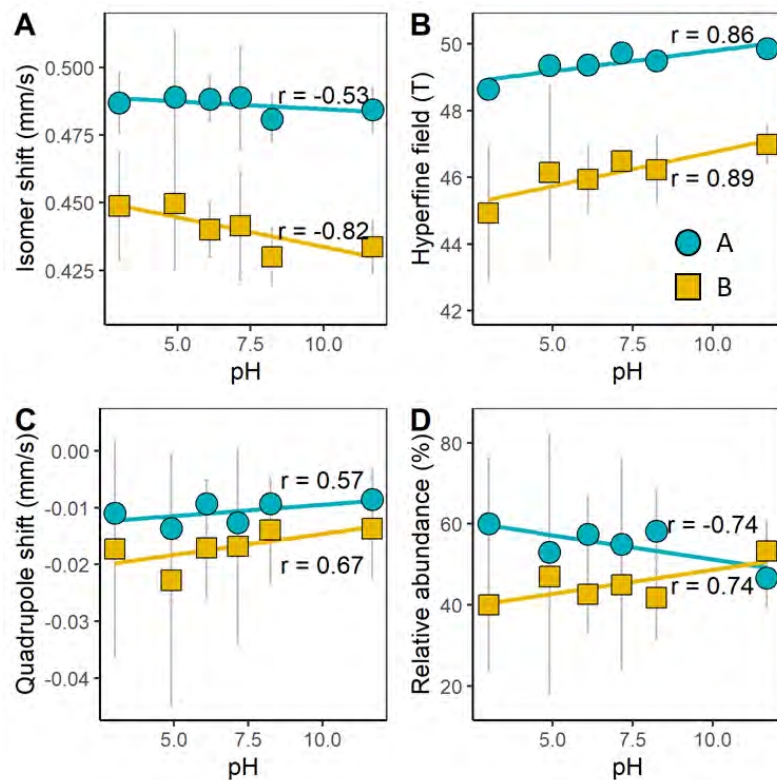 A
Isomer shift (mm/s)
0.500
0.475
0.450
0.425
r = -0.53
r = -0.82
5.0 7.5 10.0
pH
B
Hyperfine field (T)
50
48
46
44
42
r = 0.86
r = 0.89
A
B
5.0 7.5 10.0
pH
C
Quadrupole shift (mm/s)
0.00
-0.01
-0.02
-0.03
-0.04
r = 0.57
r = 0.67
5.0 7.5 10.0
pH
D
Relative abundance (%)
80
60
40
20
r = -0.74
r = 0.74
5.0 7.5 10.0
pH